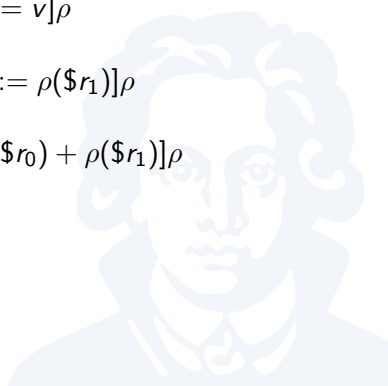 = v]ρ
:= ρ($r₁)]ρ
$r₀) + ρ($r₁)]ρ